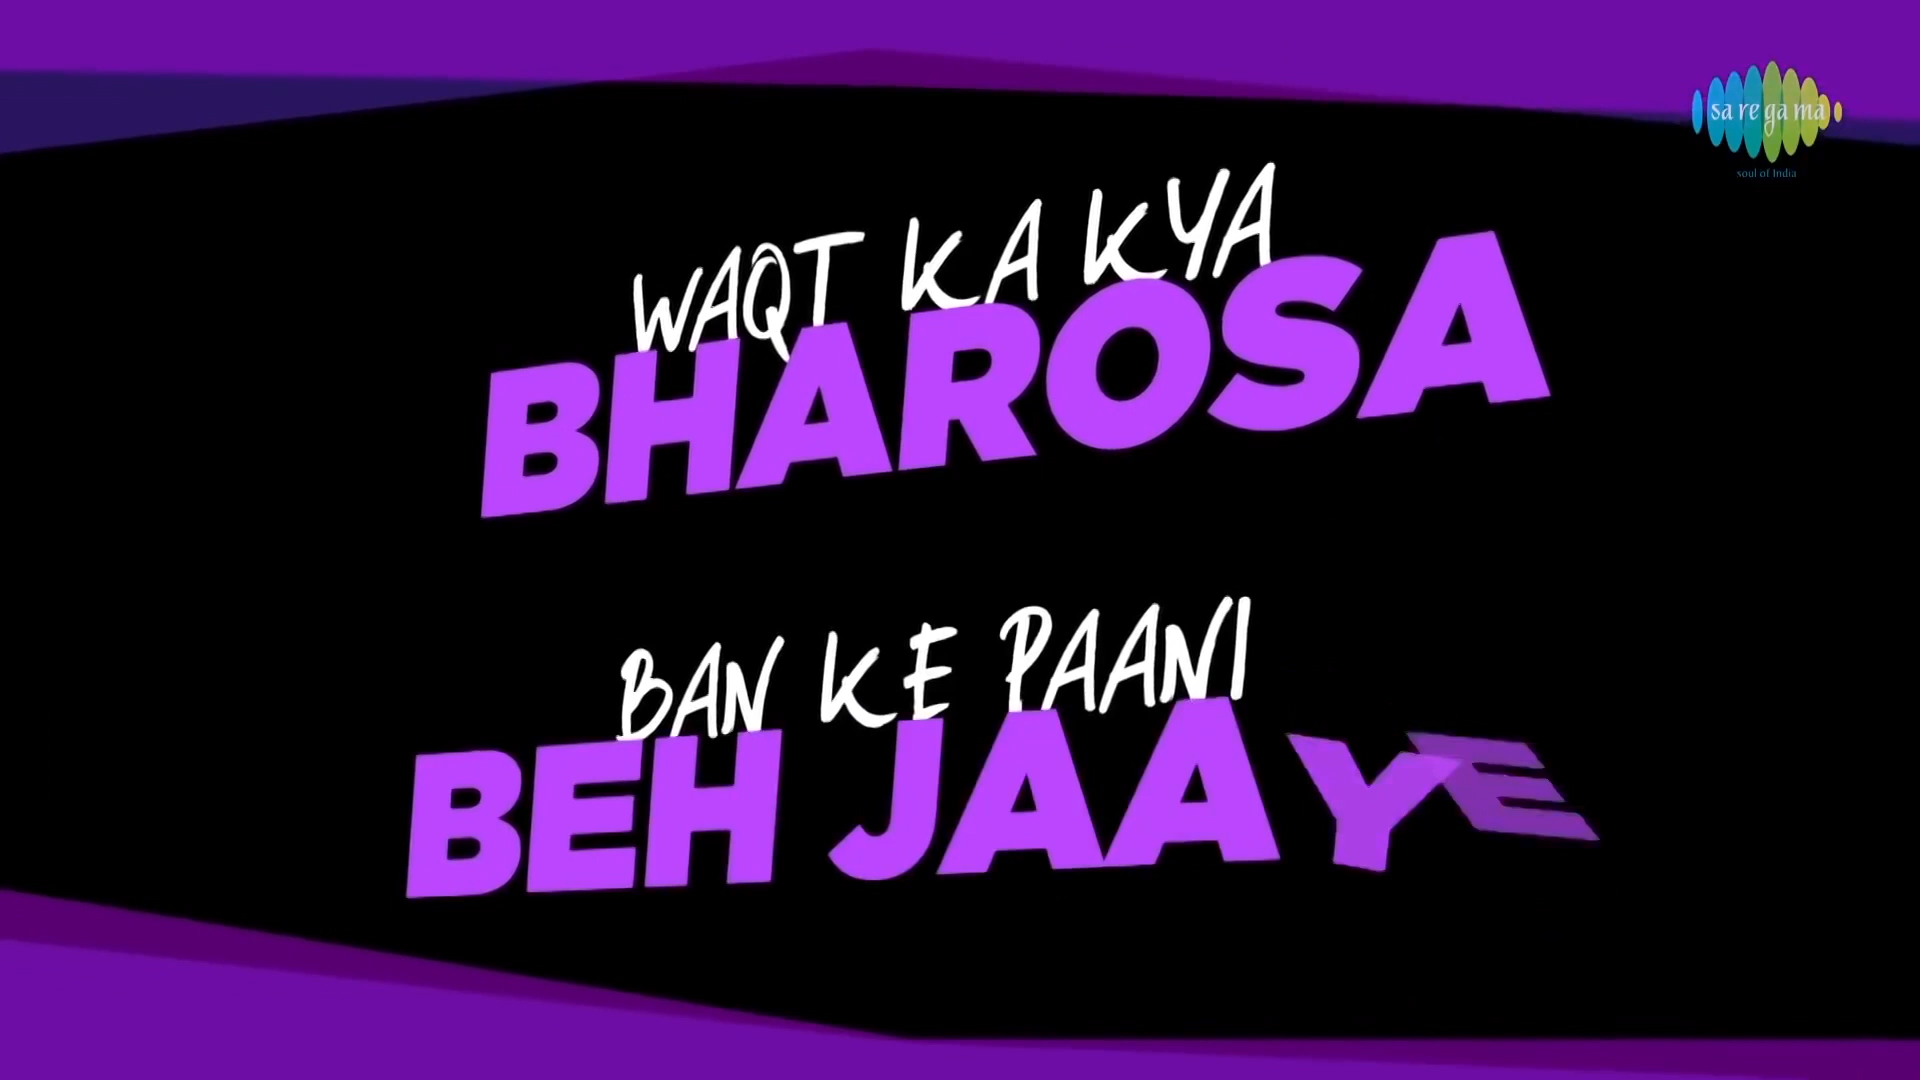 sa re ga ma
soul of India
WAQT KA KYA
BHAROSA
BAN KE PAANI
BEH JAAYE